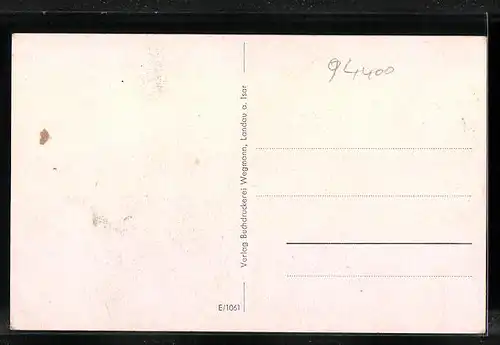 94400
Verlag Buchdruckerei Wegmann, Landau a. Isar
E/1061